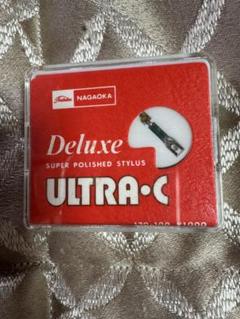 NAGAOKA
Deluxe
SUPER POLISHED STYLUS
ULTRA•C